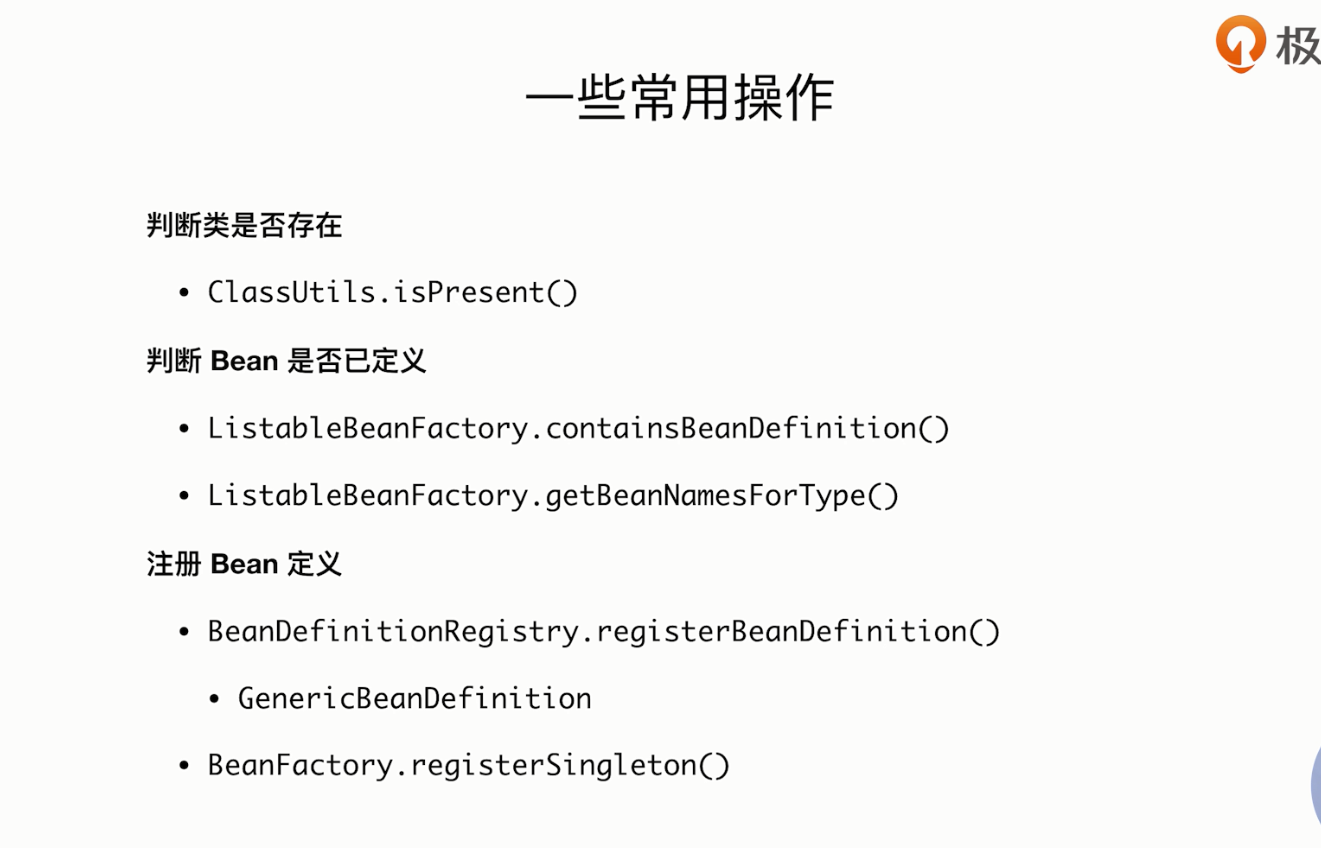 极
一些常用操作
判断类是否存在
• ClassUtils.isPresent()
判断 Bean 是否已定义
• ListableBeanFactory.containsBeanDefinition()
• ListableBeanFactory.getBeanNamesForType()
注册 Bean 定义
• BeanDefinitionRegistry.registerBeanDefinition()
• GenericBeanDefinition
• BeanFactory.registerSingleton()